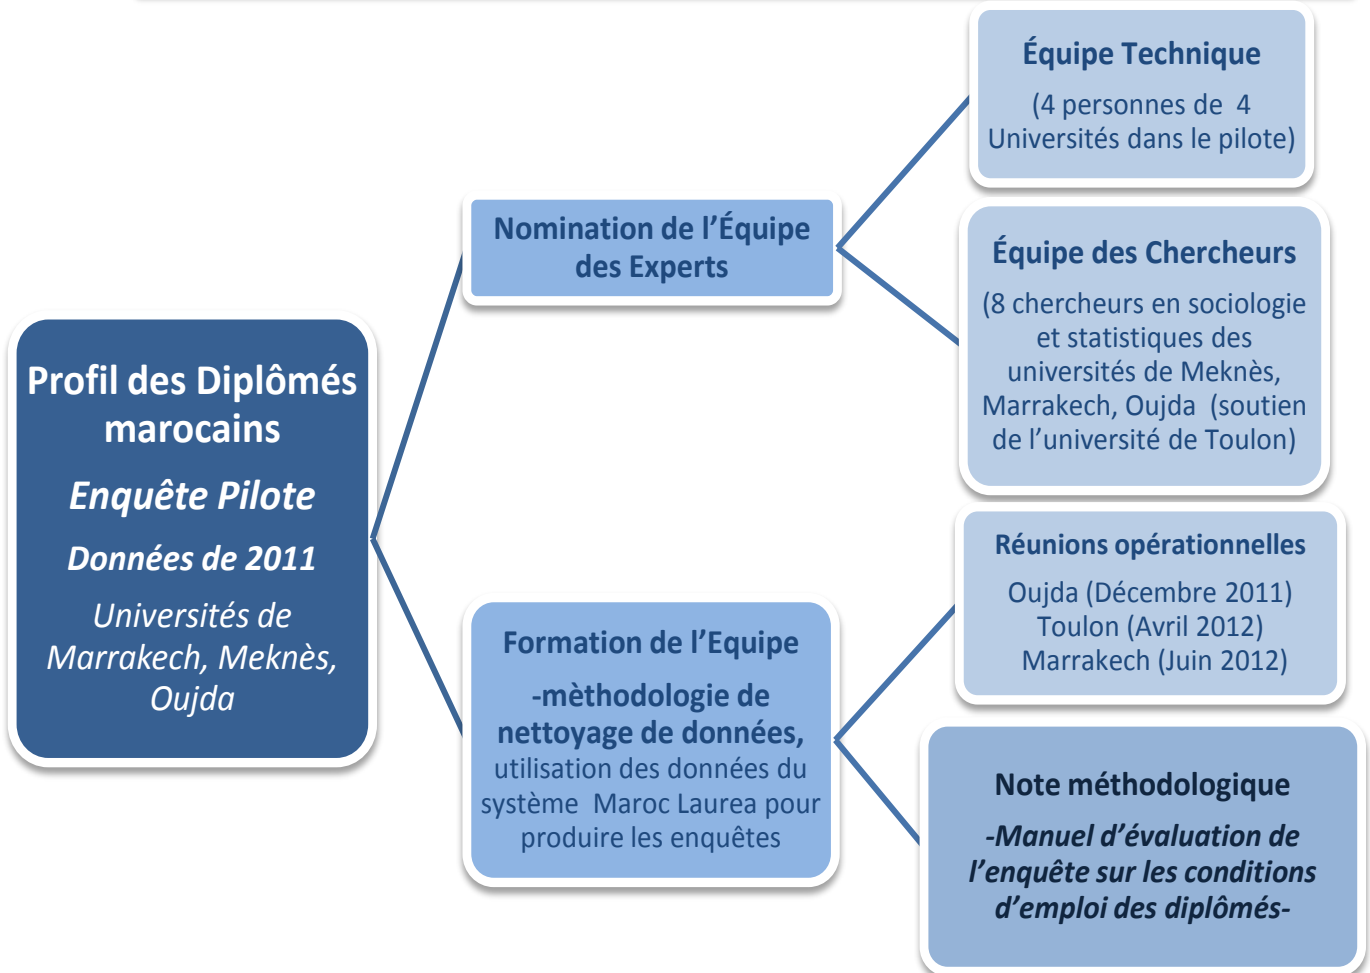 Profil des Diplômés
marocains
Enquête Pilote
Données de 2011
Universités de
Marrakech, Meknès,
Oujda
Nomination de l’Équipe
des Experts
Équipe Technique
(4 personnes de 4
Universités dans le pilote)
Équipe des Chercheurs
(8 chercheurs en sociologie
et statistiques des
universités de Meknès,
Marrakech, Oujda (soutien
de l’université de Toulon)
Formation de l’Equipe
-mèthodologie de
nettoyage de données,
utilisation des données du
système Maroc Laurea pour
produire les enquêtes
Réunions opérationnelles
Oujda (Décembre 2011)
Toulon (Avril 2012)
Marrakech (Juin 2012)
Note méthodologique
-Manuel d’évaluation de
l’enquête sur les conditions
d’emploi des diplômés-